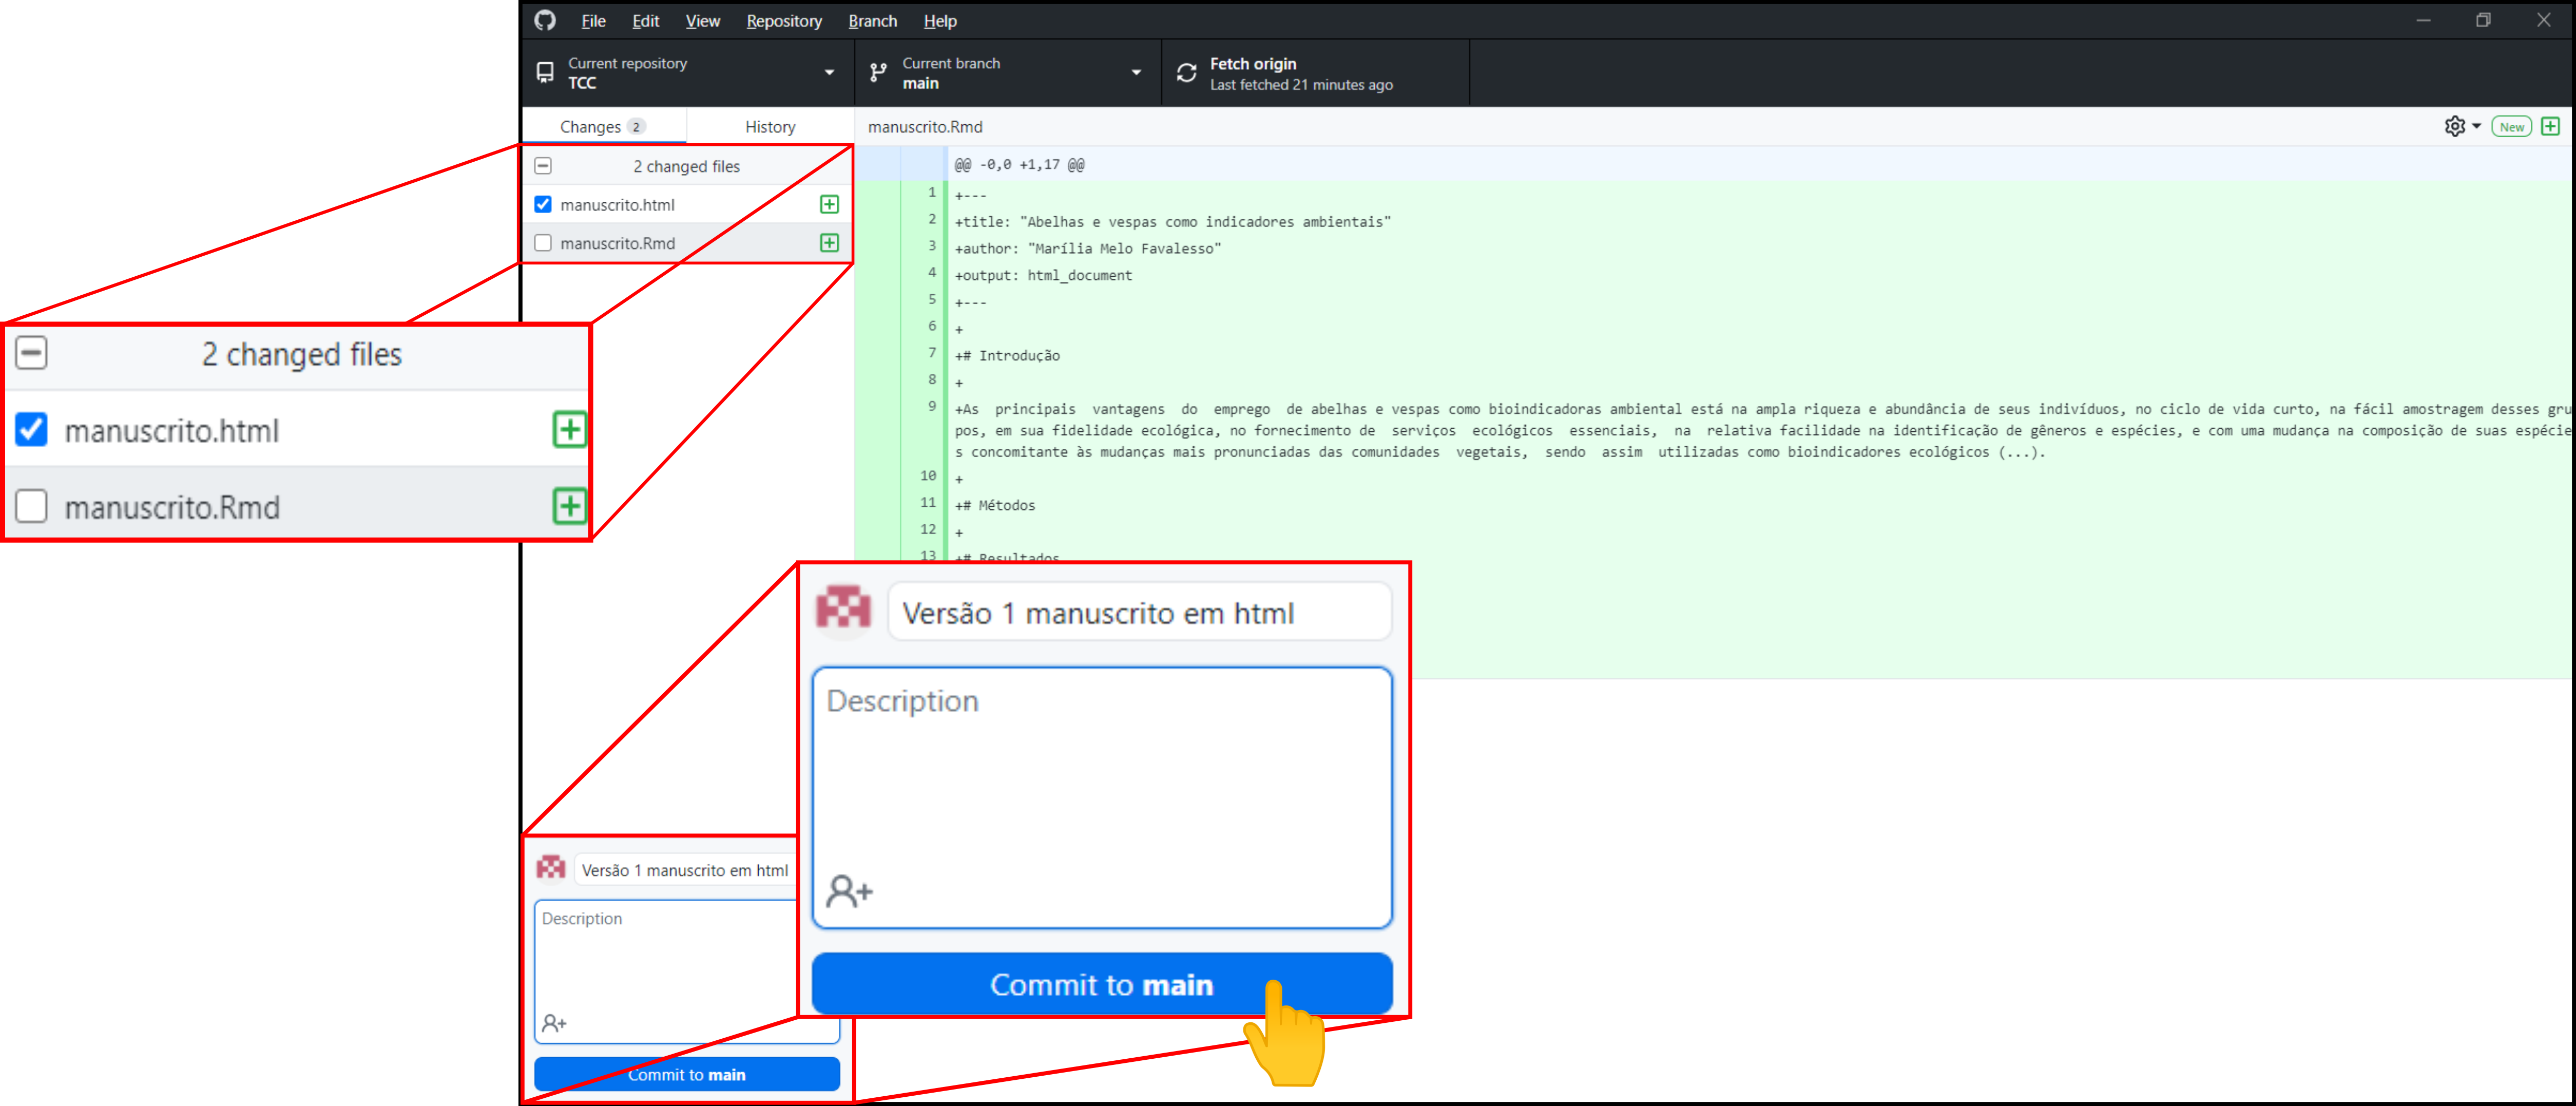 File Edit View Repository Branch Help
Current repository
TCC
Current branch
main
Fetch origin
Last fetched 21 minutes ago
Changes 2 History
manuscrito.Rmd
New
2 changed files
manuscrito.html
manuscrito.Rmd
@@ -0,0 +1,17 @@
1 +---
2 +title: "Abelhas e vespas como indicadores ambientais"
3 +author: "Marília Melo Favalesso"
4 +output: html_document
5 +---
6 +
7 +# Introdução
8 +
9 +As principais vantagens do emprego de abelhas e vespas como bioindicadoras ambiental está na ampla riqueza e abundância de seus indivíduos, no ciclo de vida curto, na fácil amostragem desses gru
pos, em sua fidelidade ecológica, no fornecimento de serviços ecológicos essenciais, na relativa facilidade na identificação de gêneros e espécies, e com uma mudança na composição de suas espécie
s concomitante às mudanças mais pronunciadas das comunidades vegetais, sendo assim utilizadas como bioindicadores ecológicos (...).
10 +
11 +# Métodos
12 +
13 +# Resultados
2 changed files
manuscrito.html
manuscrito.Rmd
Versão 1 manuscrito em html
Description
Commit to main
Versão 1 manuscrito em html
Description
Commit to main